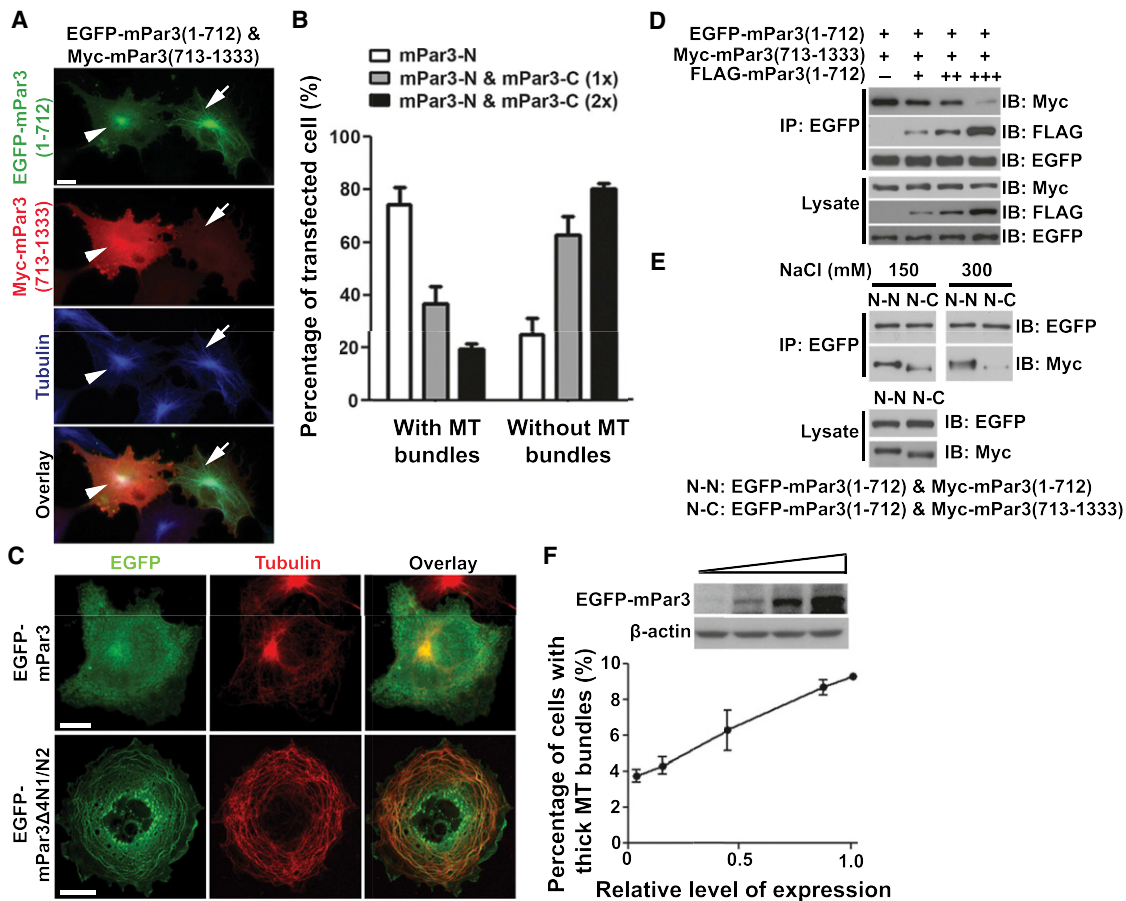 A
EGFP-mPar3(1-712) &
Myc-mPar3(713-1333)
EGFP-mPar3
(1-712)
Myc-mPar3
(713-1333)
Tubulin
Overlay
B
mPar3-N
mPar3-N & mPar3-C (1x)
mPar3-N & mPar3-C (2x)
Percentage of transfected cell (%)
100
80
60
40
20
0
With MT
bundles
Without MT
bundles
C
EGFP
Tubulin
Overlay
EGFP-
mPar3
EGFP-
mPar3Δ4N1/N2
D
EGFP-mPar3(1-712) + + + +
Myc-mPar3(713-1333) + + + +
FLAG-mPar3(1-712) – + ++ +++
IP: EGFP
IB: Myc
IB: FLAG
IB: EGFP
Lysate
IB: Myc
IB: FLAG
IB: EGFP
E
NaCl (mM) 150 300
N-N N-C N-N N-C
IP: EGFP
IB: EGFP
IB: Myc
N-N N-C
Lysate
IB: EGFP
IB: Myc
N-N: EGFP-mPar3(1-712) & Myc-mPar3(1-712)
N-C: EGFP-mPar3(1-712) & Myc-mPar3(713-1333)
F
EGFP-mPar3
β-actin
Percentage of cells with
thick MT bundles (%)
10
8
6
4
2
0
0 0.5 1.0
Relative level of expression